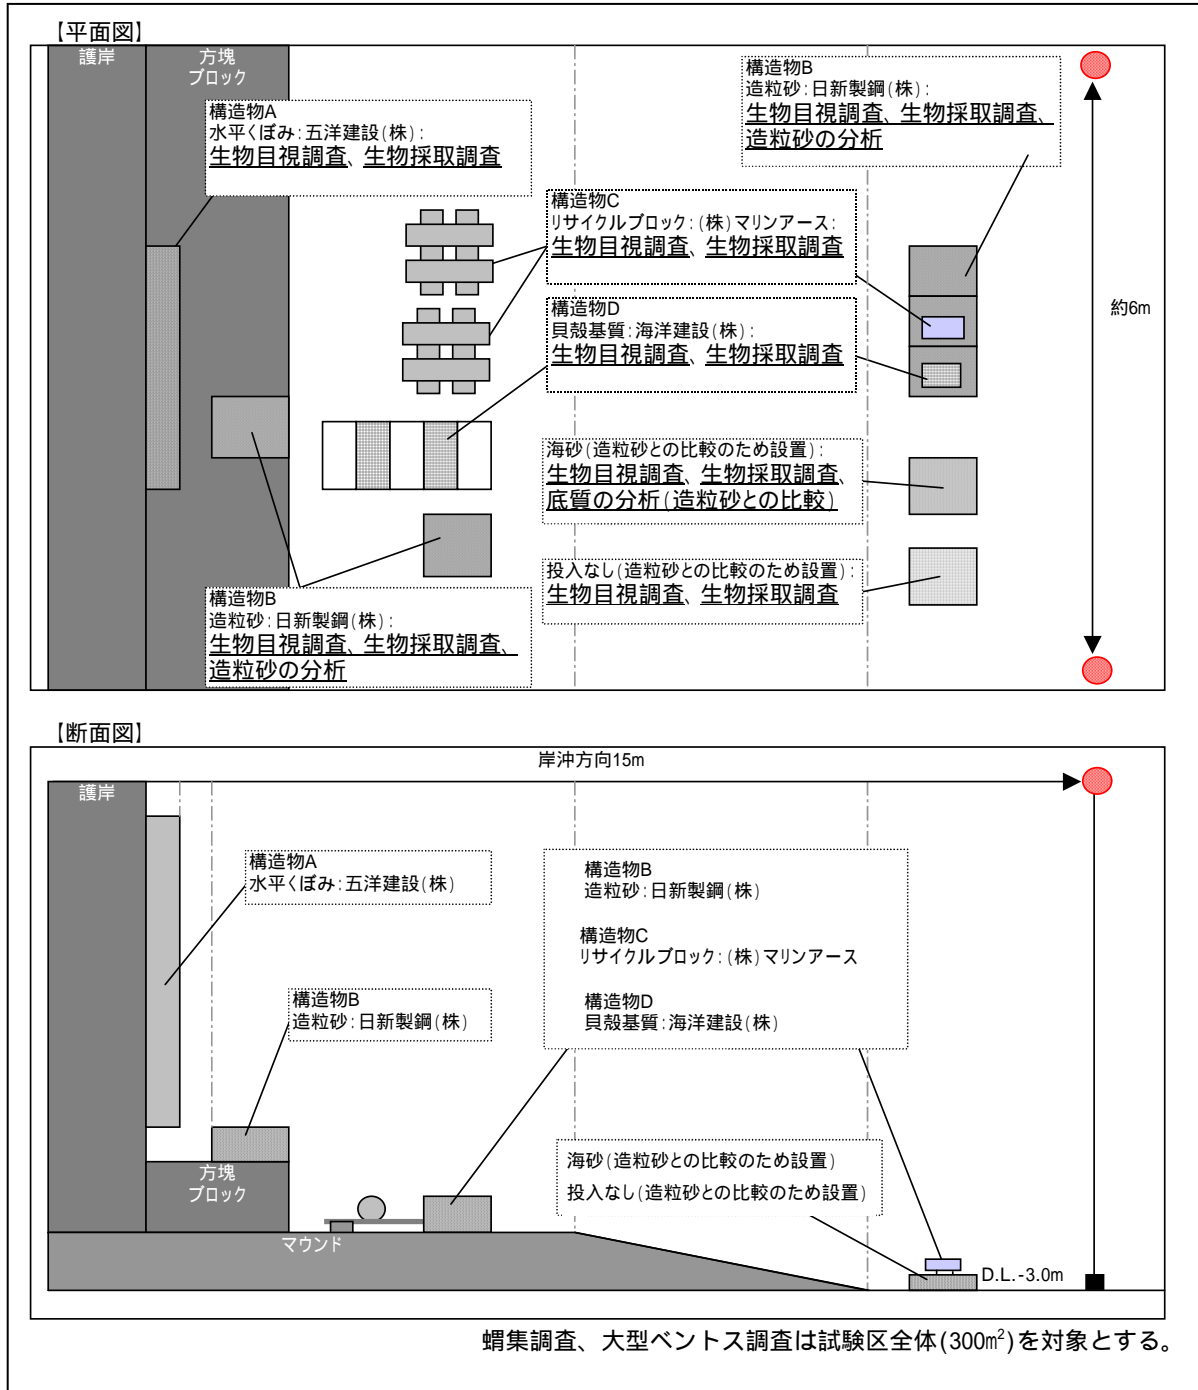 【平面図】
護岸
方塊
ブロック
構造物A
水平くぼみ:五洋建設(株):
生物目視調査、生物採取調査
構造物B
造粒砂:日新製鋼(株):
生物目視調査、生物採取調査、
造粒砂の分析
構造物C
リサイクルブロック:(株)マリンアース:
生物目視調査、生物採取調査
構造物D
貝殻基質:海洋建設(株):
生物目視調査、生物採取調査
約6m
海砂(造粒砂との比較のため設置):
生物目視調査、生物採取調査、
底質の分析(造粒砂との比較)
投入なし(造粒砂との比較のため設置):
生物目視調査、生物採取調査
構造物B
造粒砂:日新製鋼(株):
生物目視調査、生物採取調査、
造粒砂の分析
【断面図】
岸沖方向15m
護岸
構造物A
水平くぼみ:五洋建設(株)
構造物B
造粒砂:日新製鋼(株)
構造物C
リサイクルブロック:(株)マリンアース
構造物D
貝殻基質:海洋建設(株)
構造物B
造粒砂:日新製鋼(株)
海砂(造粒砂との比較のため設置)
投入なし(造粒砂との比較のため設置)
方塊
ブロック
マウンド
D.L.-3.0m
蝟集調査、大型ベントス調査は試験区全体(300m²)を対象とする。